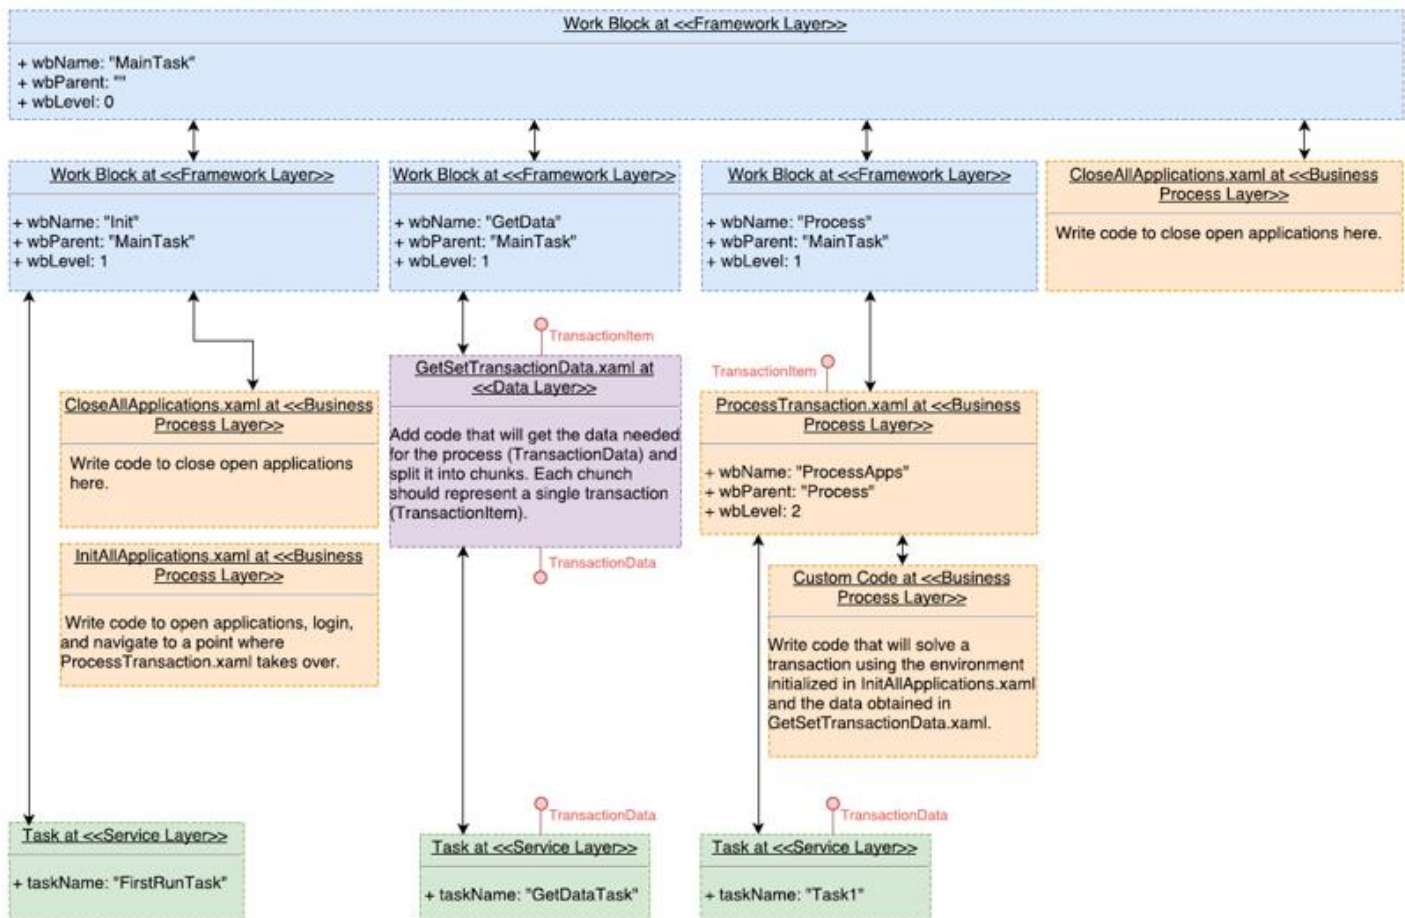 Work Block at <<Framework Layer>>
+ wbName: "MainTask"
+ wbParent: ""
+ wbLevel: 0
Work Block at <<Framework Layer>>
+ wbName: "Init"
+ wbParent: "MainTask"
+ wbLevel: 1
Work Block at <<Framework Layer>>
+ wbName: "GetData"
+ wbParent: "MainTask"
+ wbLevel: 1
Work Block at <<Framework Layer>>
+ wbName: "Process"
+ wbParent: "MainTask"
+ wbLevel: 1
CloseAllApplications.xaml at <<Business
Process Layer>>
Write code to close open applications here.
CloseAllApplications.xaml at <<Business
Process Layer>>
Write code to close open applications
here.
InitAllApplications.xaml at <<Business
Process Layer>>
Write code to open applications, login,
and navigate to a point where
ProcessTransaction.xaml takes over.
TransactionItem
GetSetTransactionData.xaml at
<<Data Layer>>
Add code that will get the data needed
for the process (TransactionData) and
split it into chunks. Each chunch
should represent a single transaction
(TransactionItem).
TransactionData
TransactionItem
ProcessTransaction.xaml at <<Business
Process Layer>>
+ wbName: "ProcessApps"
+ wbParent: "Process"
+ wbLevel: 2
Custom Code at <<Business
Process Layer>>
Write code that will solve a
transaction using the environment
initialized in InitAllApplications.xaml
and the data obtained in
GetSetTransactionData.xaml.
Task at <<Service Layer>>
+ taskName: "FirstRunTask"
TransactionData
Task at <<Service Layer>>
+ taskName: "GetDataTask"
TransactionData
Task at <<Service Layer>>
+ taskName: "Task1"